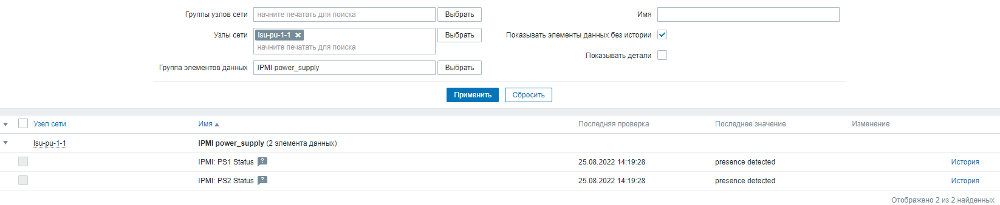 Группы узлов сети начните печатать для поиска Выбрать Имя
Узлы сети lsu-pu-1-1 Выбрать Показывать элементы данных без истории
начните печатать для поиска
Показывать детали
Группа элементов данных IPMI power_supply Выбрать
Применить Сбросить
Узел сети Имя Последняя проверка Последнее значение Изменение
lsu-pu-1-1 IPMI power_supply (2 элемента данных)
IPMI: PS1 Status ? 25.08.2022 14:19:28 presence detected История
IPMI: PS2 Status ? 25.08.2022 14:19:28 presence detected История
Отображено 2 из 2 найденных